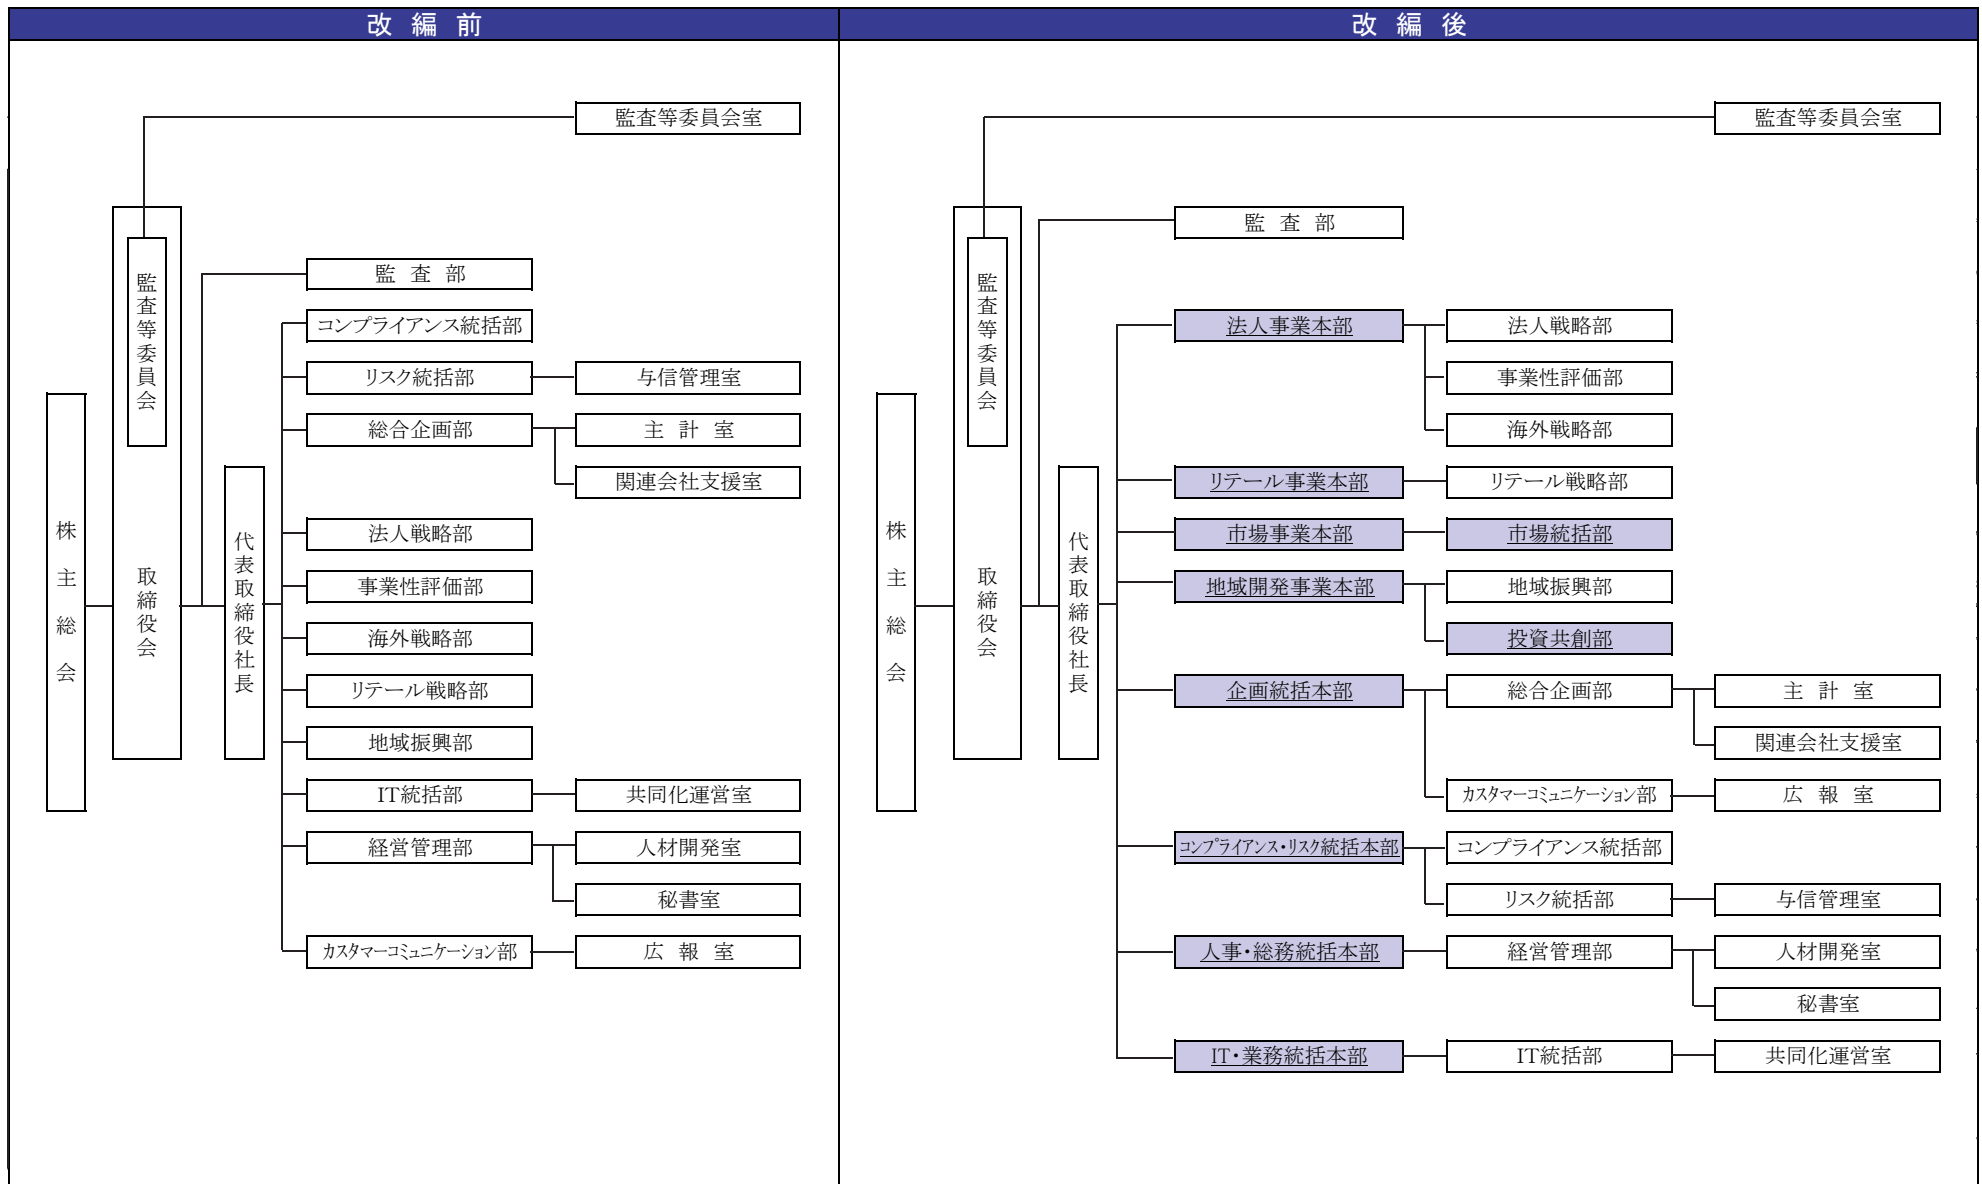 改編前
監査等委員会室
監査等委員会
監査部
コンプライアンス統括部
リスク統括部
与信管理室
総合企画部
主計室
関連会社支援室
株主総会
取締役会
代表取締役社長
法人戦略部
事業性評価部
海外戦略部
リテール戦略部
地域振興部
IT統括部
共同化運営室
経営管理部
人材開発室
秘書室
カスタマーコミュニケーション部
広報室
改編後
監査等委員会室
監査部
監査等委員会
法人事業本部
法人戦略部
事業性評価部
海外戦略部
リテール事業本部
リテール戦略部
株主総会
取締役会
代表取締役社長
市場事業本部
市場統括部
地域開発事業本部
地域振興部
投資共創部
企画統括本部
総合企画部
主計室
関連会社支援室
カスタマーコミュニケーション部
広報室
コンプライアンス・リスク統括本部
コンプライアンス統括部
リスク統括部
与信管理室
人事・総務統括本部
経営管理部
人材開発室
秘書室
IT・業務統括本部
IT統括部
共同化運営室